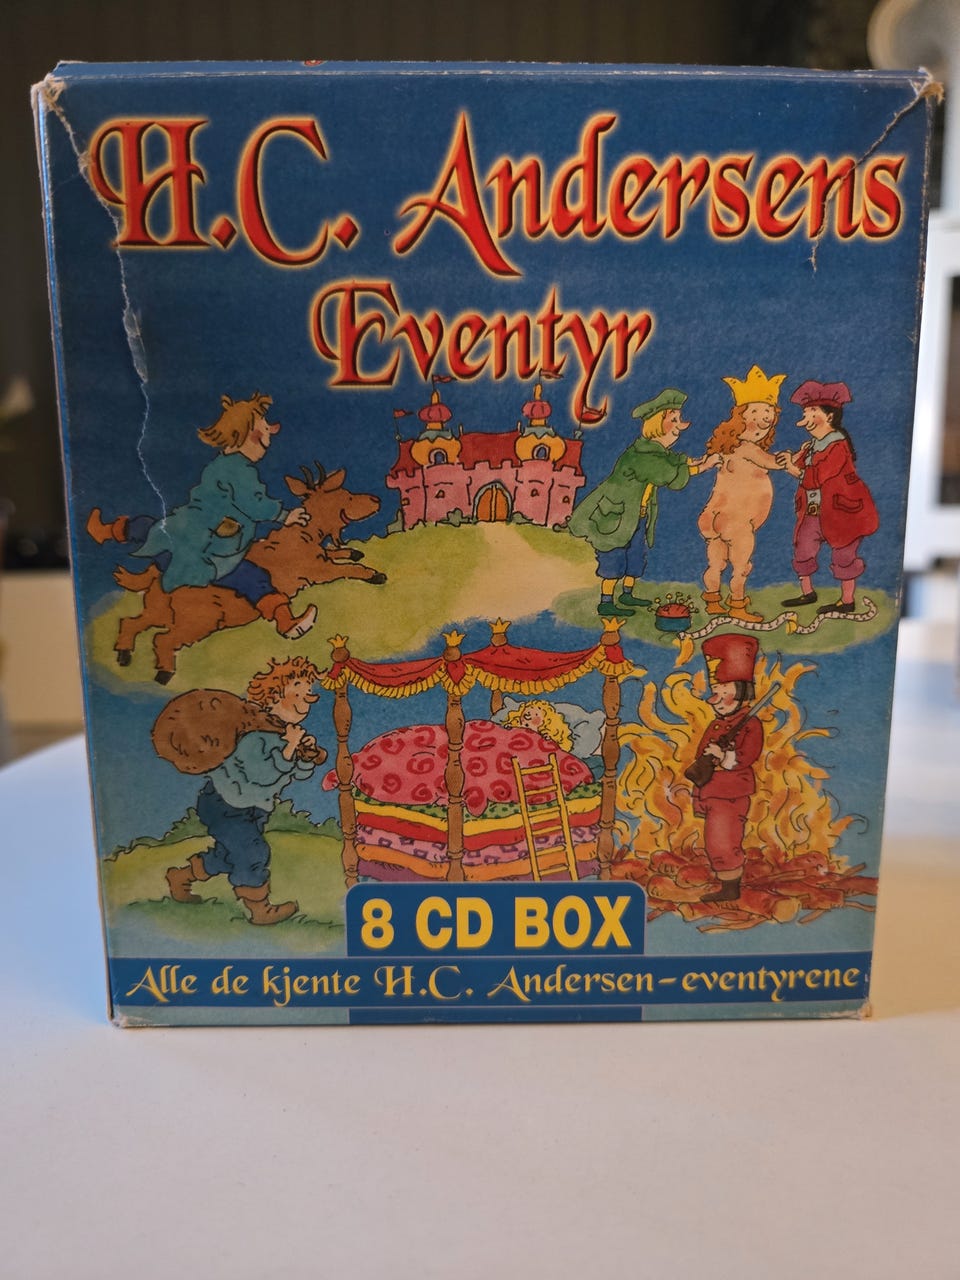 H.C. Andersens
Eventyr
8 CD BOX
Alle de kjente H.C. Andersen-eventyrene